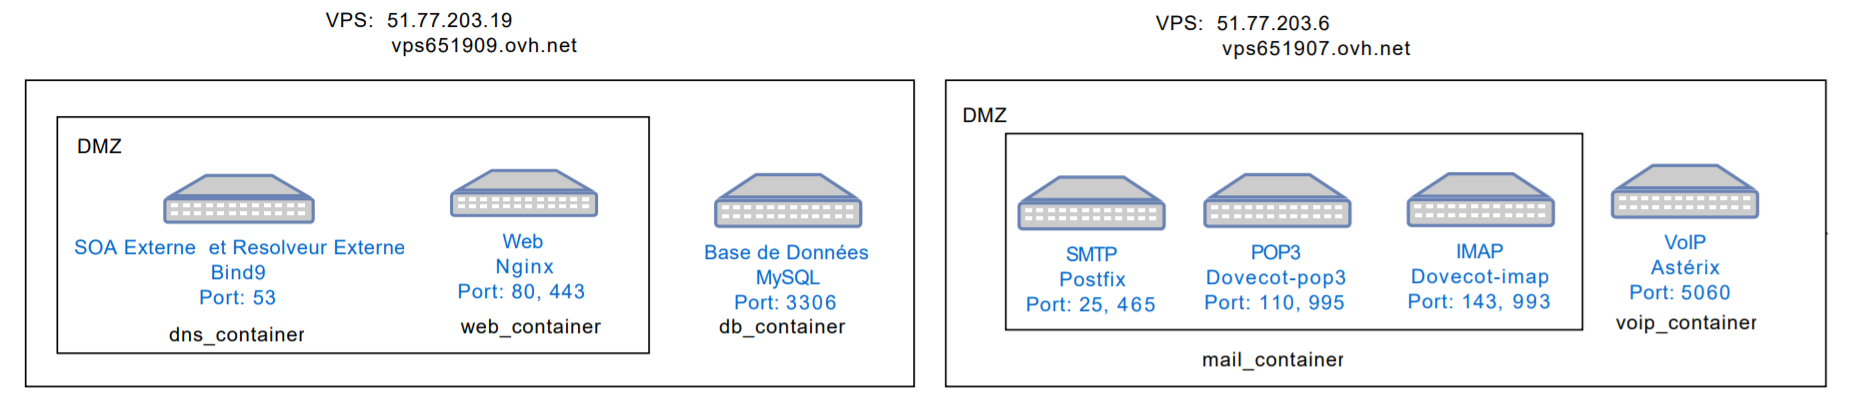 VPS: 51.77.203.19
vps651909.ovh.net
DMZ
SOA Externe et Resolveur Externe
Bind9
Port: 53
dns_container
Web
Nginx
Port: 80, 443
web_container
Base de Données
MySQL
Port: 3306
db_container
VPS: 51.77.203.6
vps651907.ovh.net
DMZ
SMTP
Postfix
Port: 25, 465
POP3
Dovecot-pop3
Port: 110, 995
IMAP
Dovecot-imap
Port: 143, 993
mail_container
VoIP
Astérix
Port: 5060
voip_container